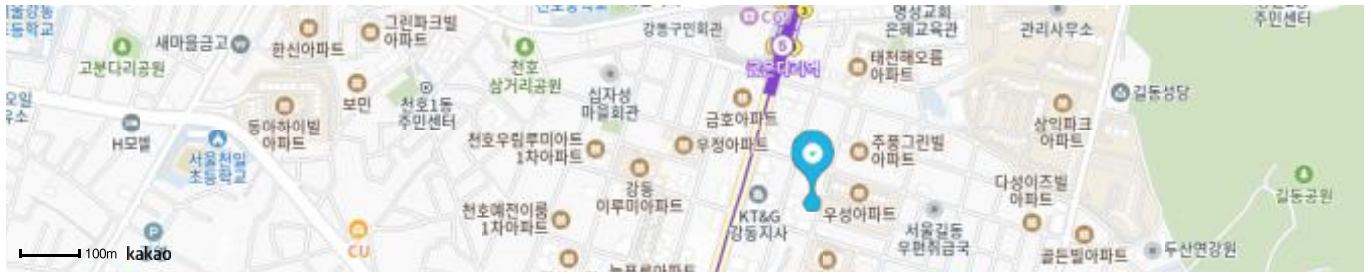 그린파크빌
아파트
강동구민회관
CGV
3
명성교회
은혜교육관
관리사무소
주민센터
새마을금고
한신아파트
5
굽은다리역
태천해오름
아파트
고분다리공원
천호
삼거리공원
보민
천호1동
주민센터
십자성
마을회관
길동성당
동아하이빌
아파트
금호아파트
삼익파크
아파트
H모텔
서울천일
초등학교
천호우림루미아트
1차아파트
우정아파트
주풍그린빌
아파트
강동
이루미아파트
다성이즈빌
아파트
길동공원
천호예전이룸
1차아파트
KT&G
강동지사
우성아파트
서울길동
우편취급국
P
CU
골든빌아파트
두산연강원
100m kakao